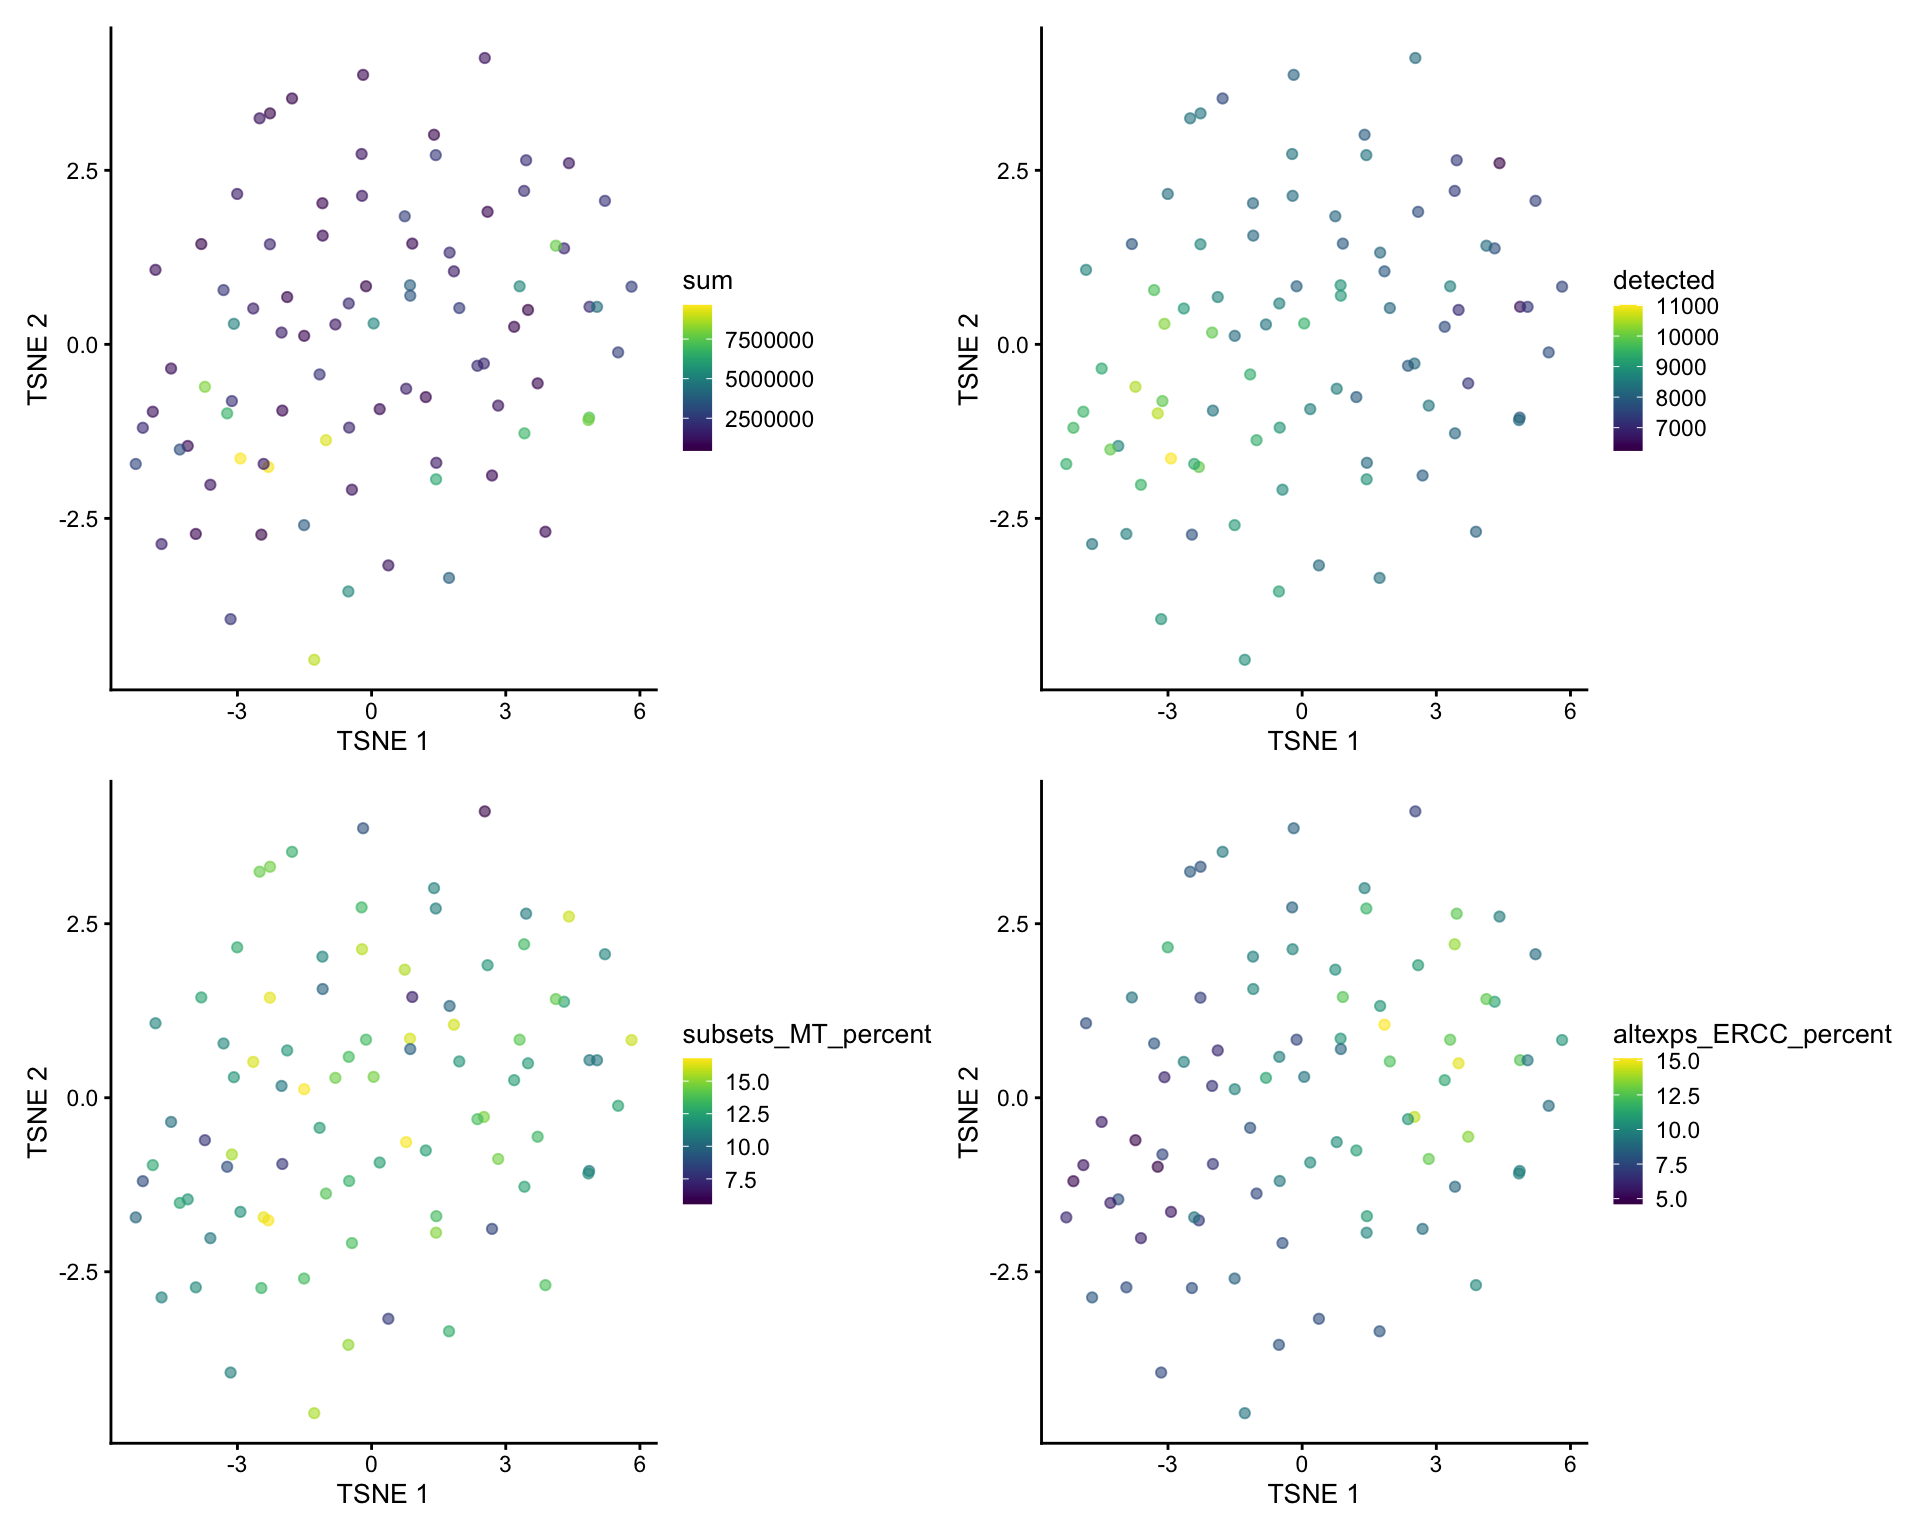 TSNE 2
2.5
0.0
-2.5
-3 0 3 6
TSNE 1
sum
7500000
5000000
2500000
TSNE 2
2.5
0.0
-2.5
-3 0 3 6
TSNE 1
detected
11000
10000
9000
8000
7000
TSNE 2
2.5
0.0
-2.5
-3 0 3 6
TSNE 1
subsets_MT_percent
15.0
12.5
10.0
7.5
TSNE 2
2.5
0.0
-2.5
-3 0 3 6
TSNE 1
altexps_ERCC_percent
15.0
12.5
10.0
7.5
5.0